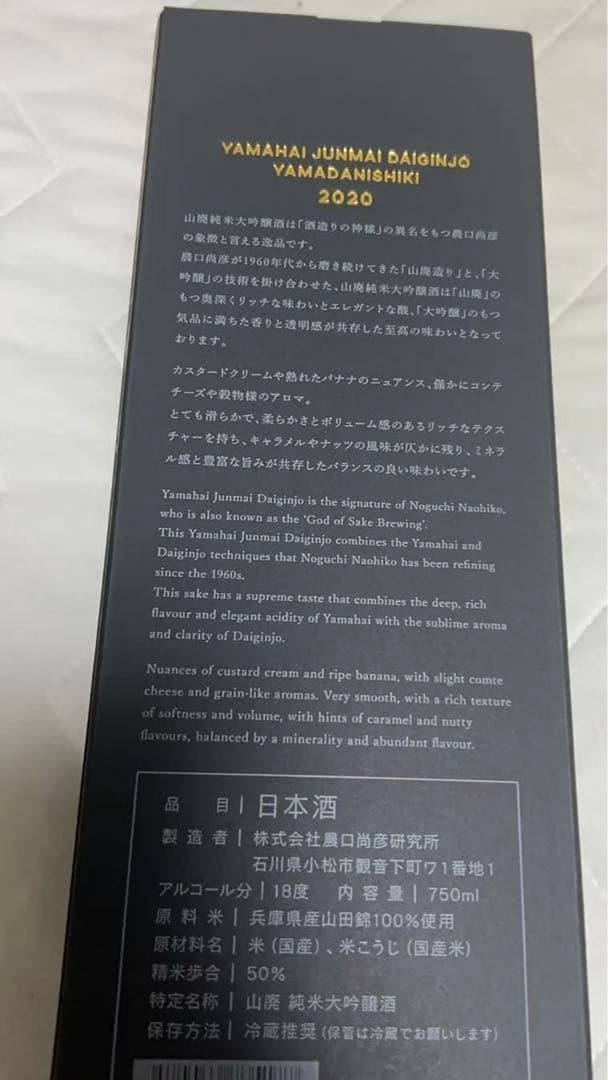 YAMAHAI JUNMAI DAIGINJO
YAMADANISHIKI
2020
山廃純米大吟醸酒は「酒造りの神様」の異名をもつ農口尚彦
の象徴と言える逸品です。
農口尚彦が1960年代から磨き続けてきた「山廃造り」と、「大
吟醸」の技術を掛け合わせた、山廃純米大吟醸酒は「山廃」の
もつ奥深くリッチな味わいとエレガントな酸、「大吟醸」のもつ
気品に満ちた香りと透明感が共存した至高の味わいとなって
おります。
カスタードクリームや熟れたバナナのニュアンス、僅かにコンテ
チーズや穀物様のアロマ。
とても滑らかで、柔らかさとボリューム感のあるリッチなテクス
チャーを持ち、キャラメルやナッツの風味が仄かに残り、ミネラ
ル感と豊富な旨みが共存したバランスの良い味わいです。
Yamahai Junmai Daiginjo is the signature of Noguchi Naohiko,
who is also known as the 'God of Sake Brewing'.
This Yamahai Junmai Daiginjo combines the Yamahai and
Daiginjo techniques that Noguchi Naohiko has been refining
since the 1960s.
This sake has a supreme taste that combines the deep, rich
flavour and elegant acidity of Yamahai with the sublime aroma
and clarity of Daiginjo.
Nuances of custard cream and ripe banana, with slight comte
cheese and grain-like aromas. Very smooth, with a rich texture
of softness and volume, with hints of caramel and nutty
flavours, balanced by a minerality and abundant flavour.
品 目 | 日本酒
製 造 者 | 株式会社農口尚彦研究所
石川県小松市観音下町ワ1番地1
アルコール分 | 18度 内 容 量 | 750ml
原 料 米 | 兵庫県産山田錦100%使用
原材料名 | 米(国産)、米こうじ(国産米)
精米歩合 | 50%
特定名称 | 山廃 純米大吟醸酒
保存方法 | 冷蔵推奨(保管は冷蔵でお願いします)